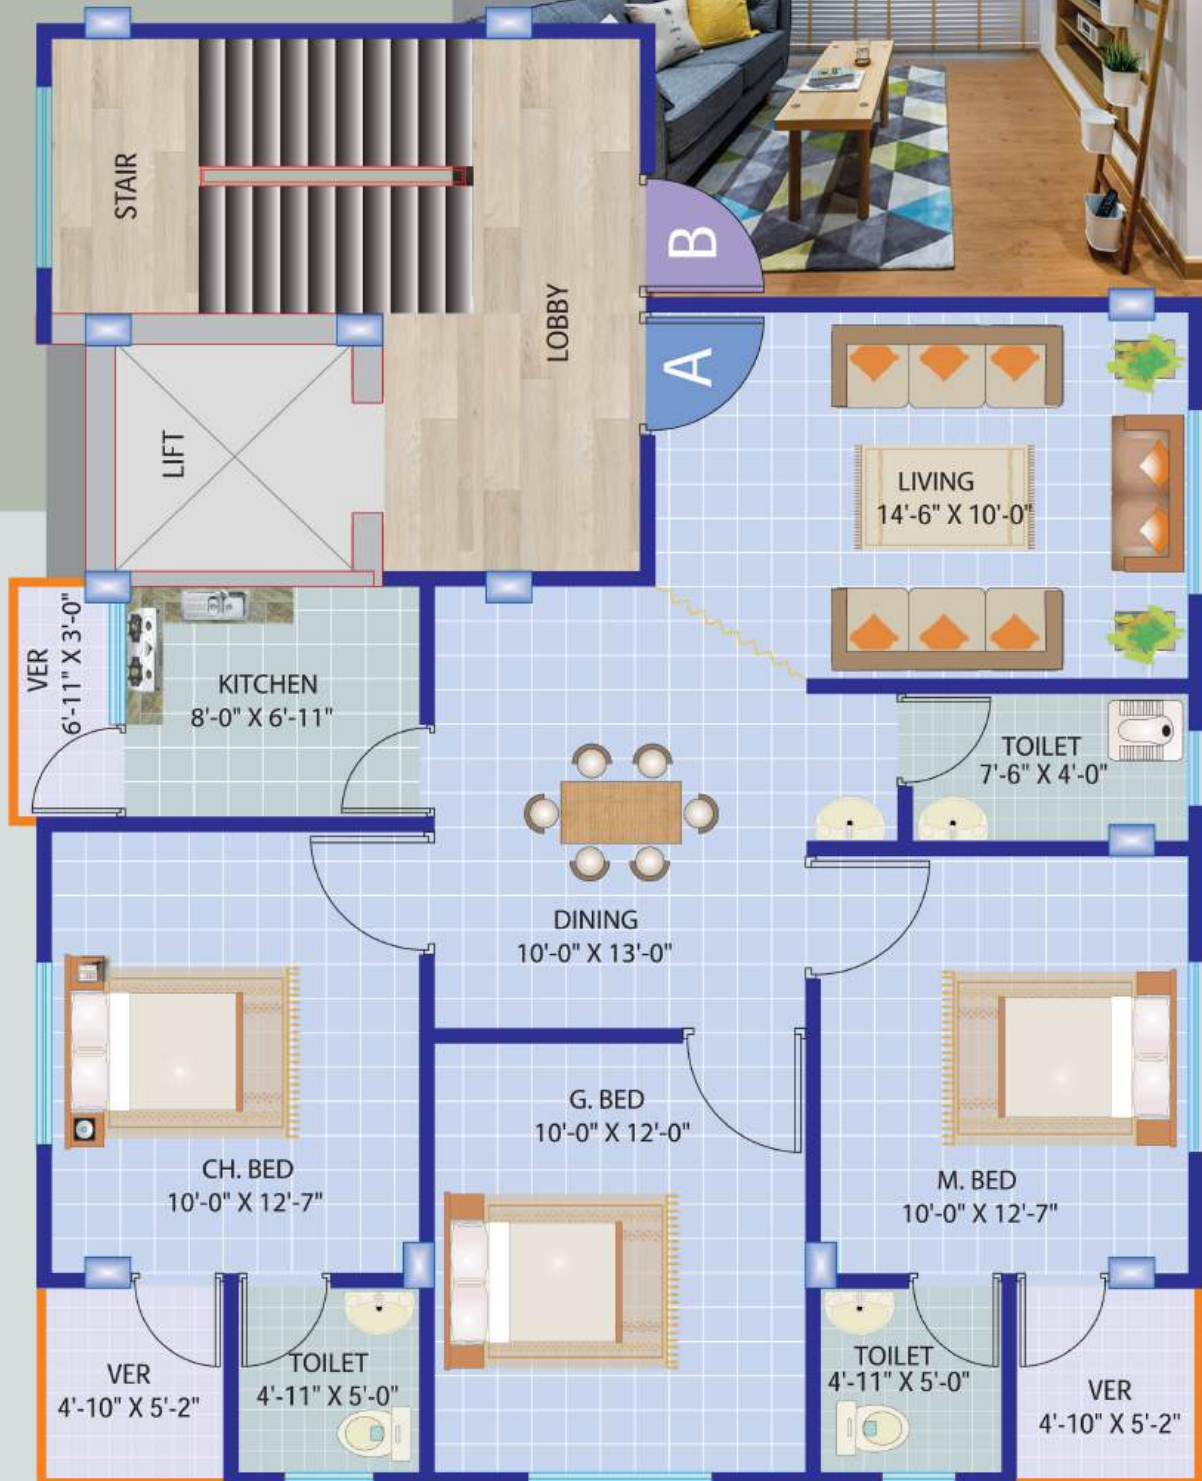 STAIR
B
LOBBY
A
LIFT
LIVING
14'-6" X 10'-0"
VER
6'-11" X 3'-0"
KITCHEN
8'-0" X 6'-11"
TOILET
7'-6" X 4'-0"
DINING
10'-0" X 13'-0"
G. BED
10'-0" X 12'-0"
CH. BED
10'-0" X 12'-7"
M. BED
10'-0" X 12'-7"
VER
4'-10" X 5'-2"
TOILET
4'-11" X 5'-0"
TOILET
4'-11" X 5'-0"
VER
4'-10" X 5'-2"